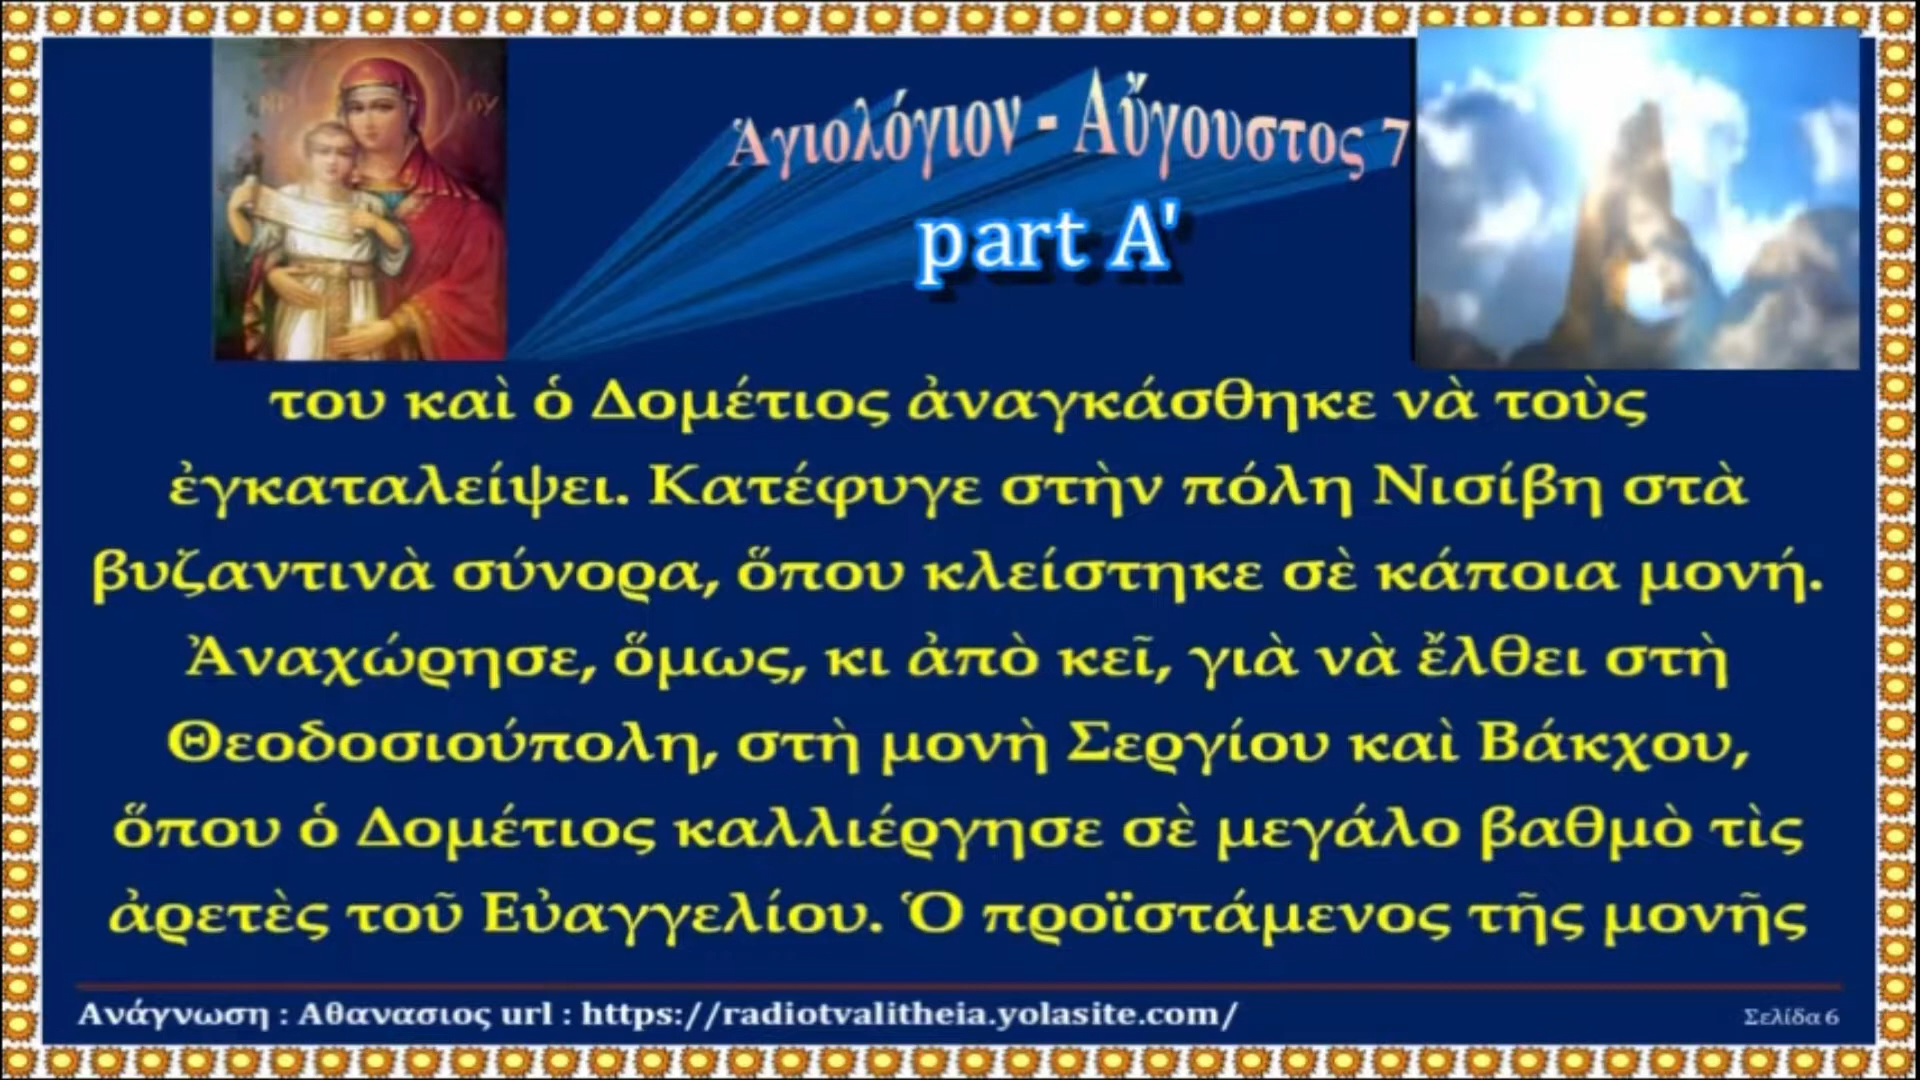 Ἁγιολόγιον - Αὔγουστος 7
part A'
του καὶ ὁ Δομέτιος ἀναγκάσθηκε νὰ τοὺς
ἐγκαταλείψει. Κατέφυγε στὴν πόλη Νισίβη στὰ
βυζαντινὰ σύνορα, ὅπου κλείστηκε σὲ κάποια μονή.
Ἀναχώρησε, ὅμως, κι ἀπὸ κεῖ, γιὰ νὰ ἔλθει στὴ
Θεοδοσιούπολη, στὴ μονὴ Σεργίου καὶ Βάκχου,
ὅπου ὁ Δομέτιος καλλιέργησε σὲ μεγάλο βαθμὸ τὶς
ἀρετὲς τοῦ Εὐαγγελίου. Ὁ προϊστάμενος τῆς μονῆς
Ανάγνωση : Αθανασιος url : https://radiotvalitheia.yolasite.com/
Σελίδα 6